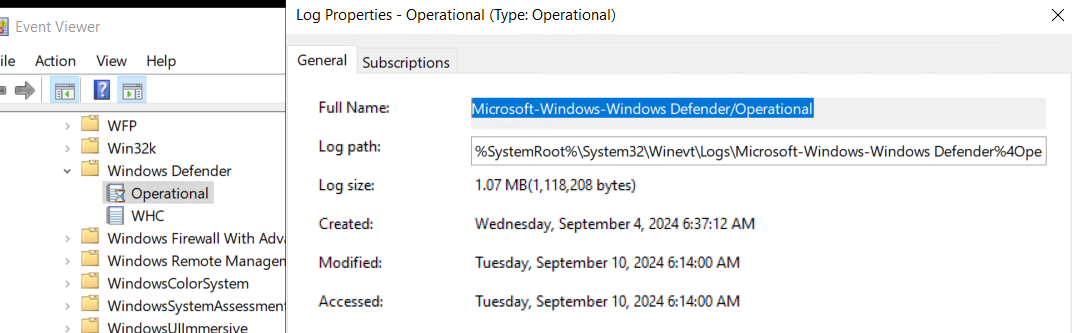 Event Viewer
File Action View Help
WFP
Win32k
Windows Defender
Operational
WHC
Windows Firewall With Adva
Windows Remote Managem
WindowsColorSystem
WindowsSystemAssessment
WindowsUIImmersive
Log Properties - Operational (Type: Operational)
General Subscriptions
Full Name: Microsoft-Windows-Windows Defender/Operational
Log path: %SystemRoot%\System32\Winevt\Logs\Microsoft-Windows-Windows Defender%4Ope
Log size: 1.07 MB(1,118,208 bytes)
Created: Wednesday, September 4, 2024 6:37:12 AM
Modified: Tuesday, September 10, 2024 6:14:00 AM
Accessed: Tuesday, September 10, 2024 6:14:00 AM